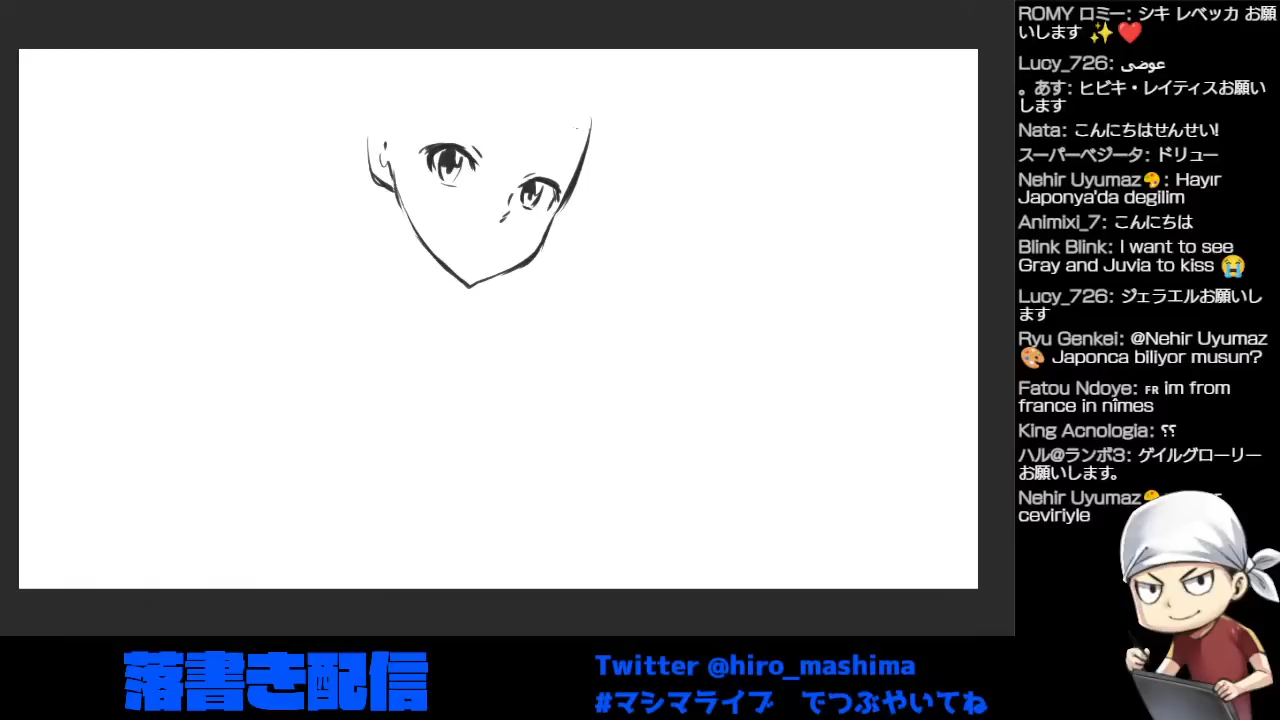 ROMY ロミー: シキ レベッカ お願
いします ✨❤️
Lucy_726: عوضی
。あす: ヒビキ・レイティスお願い
します
Nata: こんにちはせんせい!
スーパーベジータ: ドリュー
Nehir Uyumaz🎨: Hayır
Japonya'da degilim
Animixi_7: こんにちは
Blink Blink: I want to see
Gray and Juvia to kiss 😭
Lucy_726: ジェラエルお願いし
ます
Ryu Genkei: @Nehir Uyumaz
🎨 Japonca biliyor musun?
Fatou Ndoye: FR im from
france in nîmes
King Acnologia: ؟؟
ハル@ランポ3: ゲイルグローリー
お願いします。
Nehir Uyumaz🎨
ceviriyle
落書き配信
Twitter @hiro_mashima
#マシマライブ でつぶやいてね